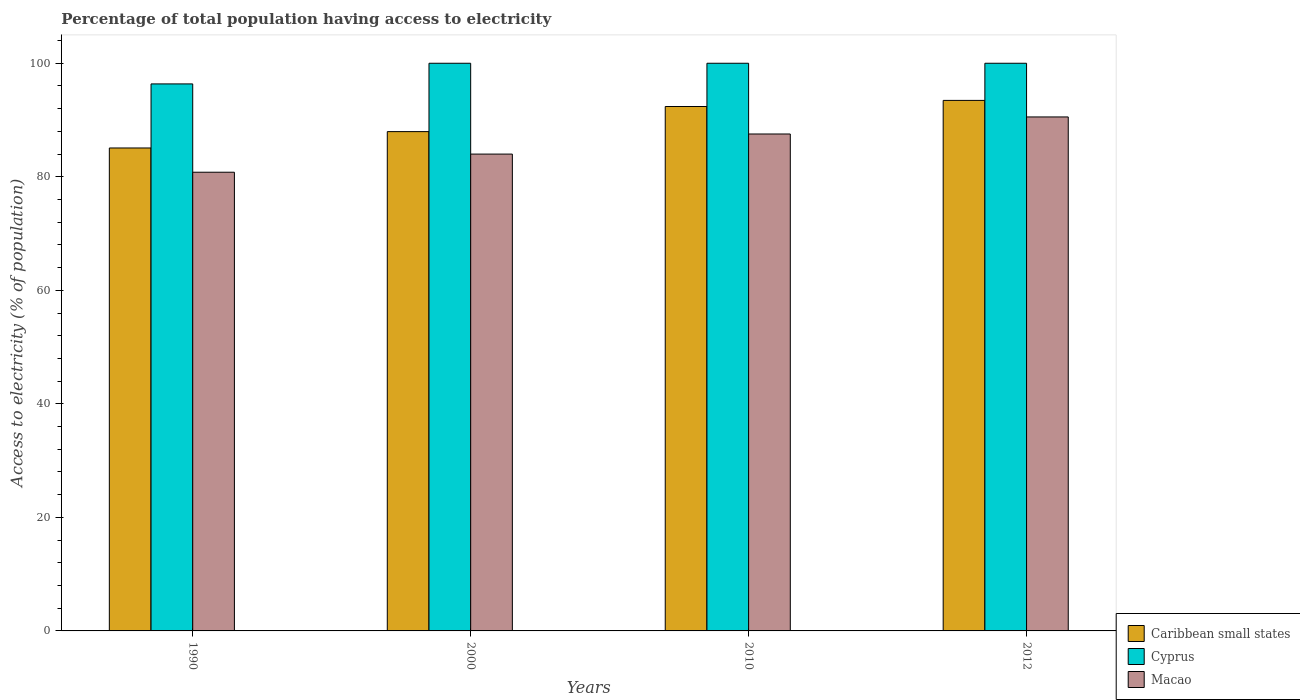 Percentage of total population having access to electricity
Access to electricity (% of population)
100
80
60
40
20
0
1990
2000
2010
2012
Years
Caribbean small states
Cyprus
Macao